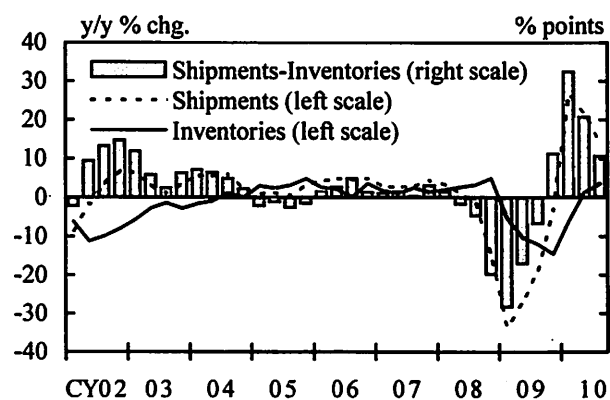 y/y % chg. % points
40
Shipments-Inventories (right scale)
30
Shipments (left scale)
20
Inventories (left scale)
10
0
-10
-20
-30
-40
CY02 03 04 05 06 07 08 09 10